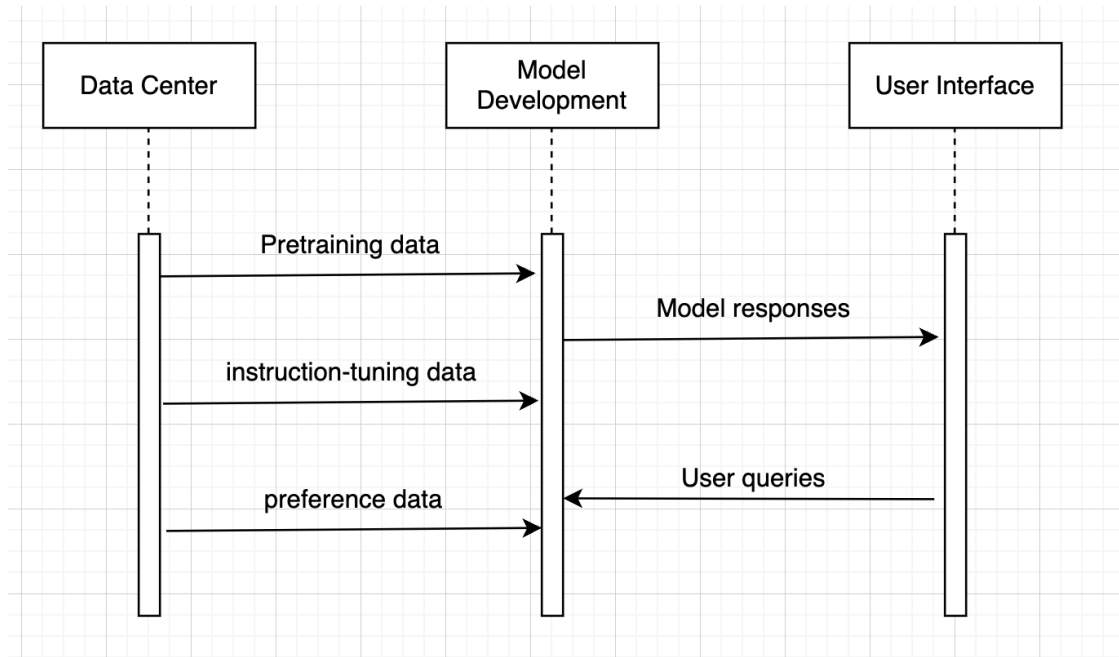 Data Center
Model
Development
User Interface
Pretraining data
Model responses
instruction-tuning data
User queries
preference data